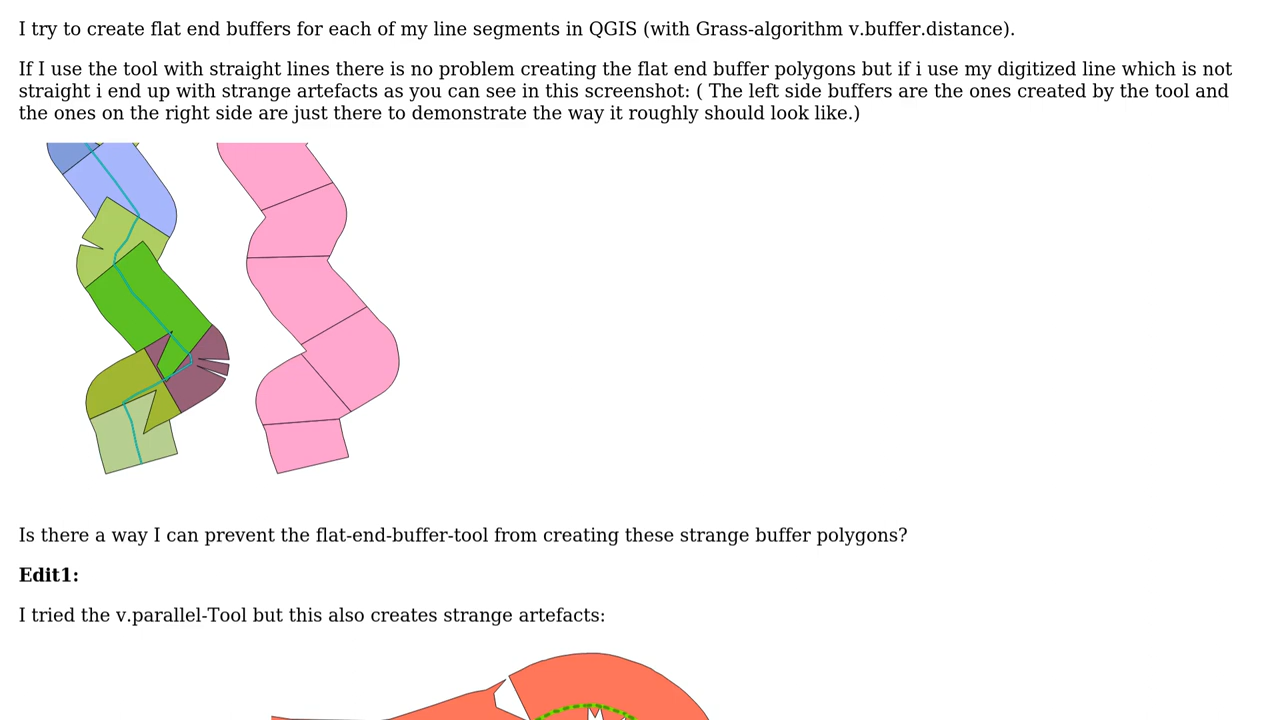 I try to create flat end buffers for each of my line segments in QGIS (with Grass-algorithm v.buffer.distance).
If I use the tool with straight lines there is no problem creating the flat end buffer polygons but if i use my digitized line which is not
straight i end up with strange artefacts as you can see in this screenshot: ( The left side buffers are the ones created by the tool and
the ones on the right side are just there to demonstrate the way it roughly should look like.)
Is there a way I can prevent the flat-end-buffer-tool from creating these strange buffer polygons?
Edit1:
I tried the v.parallel-Tool but this also creates strange artefacts: